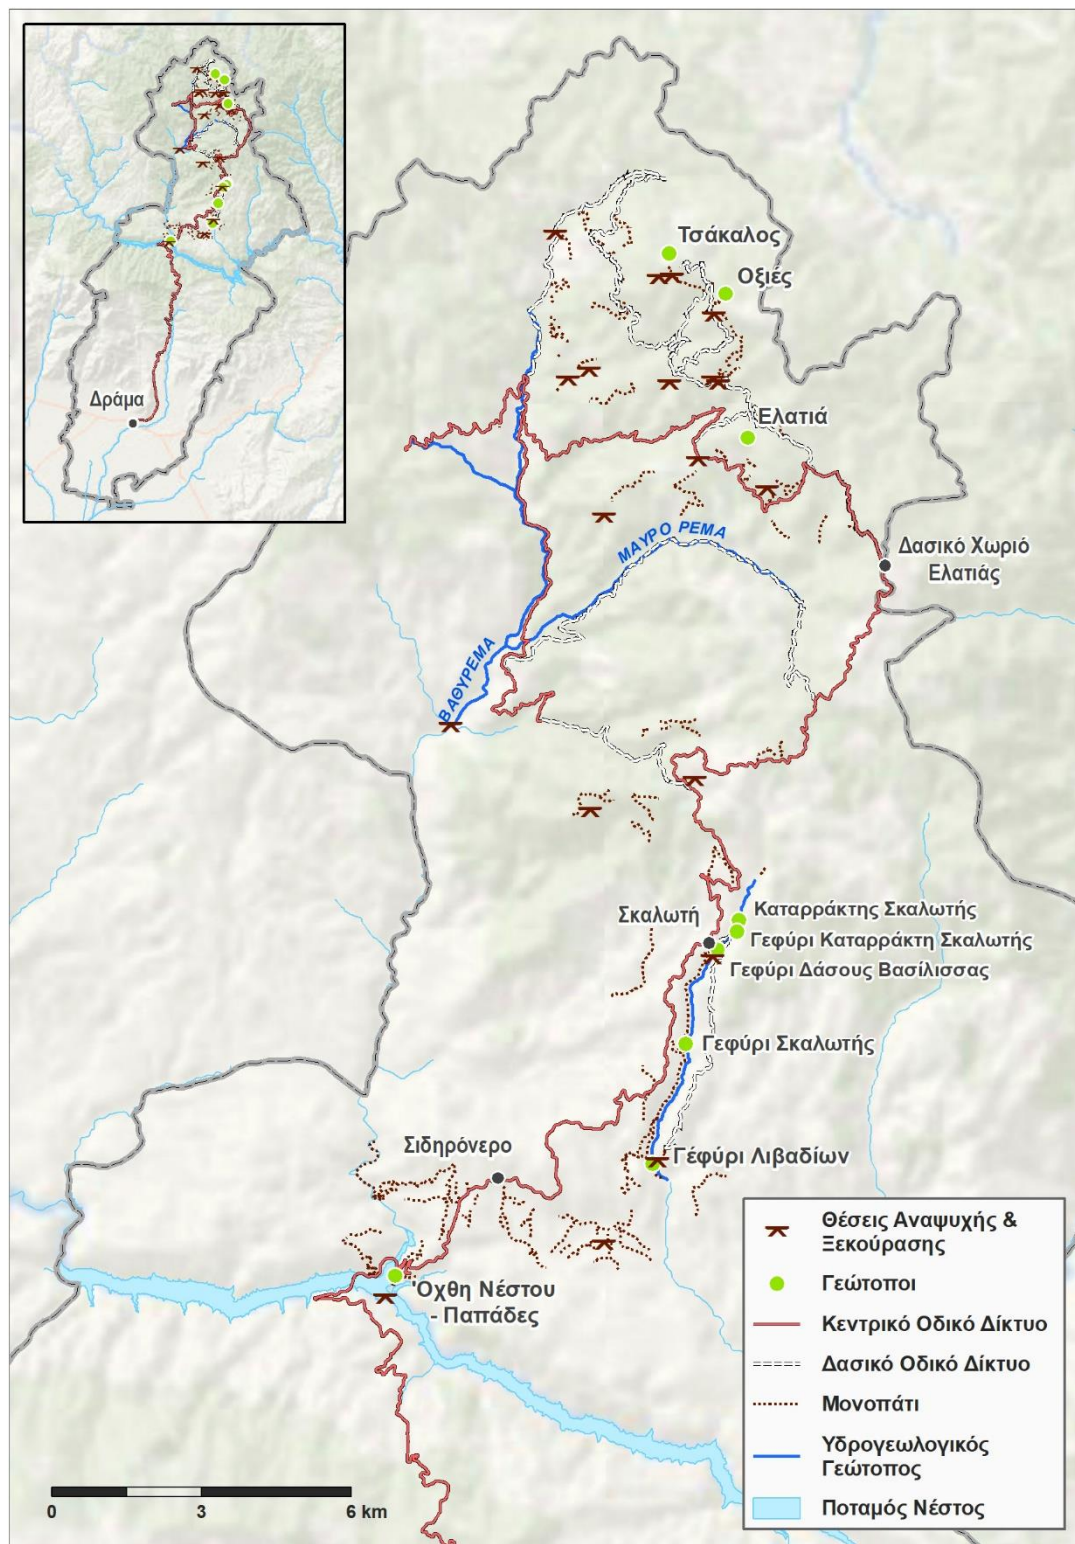 Δράμα
Τσάκαλος
Οξιές
Ελατιά
ΜΑΥΡΟ ΡΕΜΑ
Δασικό Χωριό
Ελατιάς
ΒΑΘΥΡΕΜΑ
Σκαλωτή
Καταρράκτης Σκαλωτής
Γεφύρι Καταρράκτη Σκαλωτής
Γεφύρι Δάσους Βασίλισσας
Γεφύρι Σκαλωτής
Σιδηρόνερο
Γέφύρι Λιβαδίων
Όχθη Νέστου
- Παπάδες
Θέσεις Αναψυχής &
Ξεκούρασης
Γεώτοποι
Κεντρικό Οδικό Δίκτυο
Δασικό Οδικό Δίκτυο
Μονοπάτι
Υδρογεωλογικός
Γεώτοπος
Ποταμός Νέστος
0 3 6 km